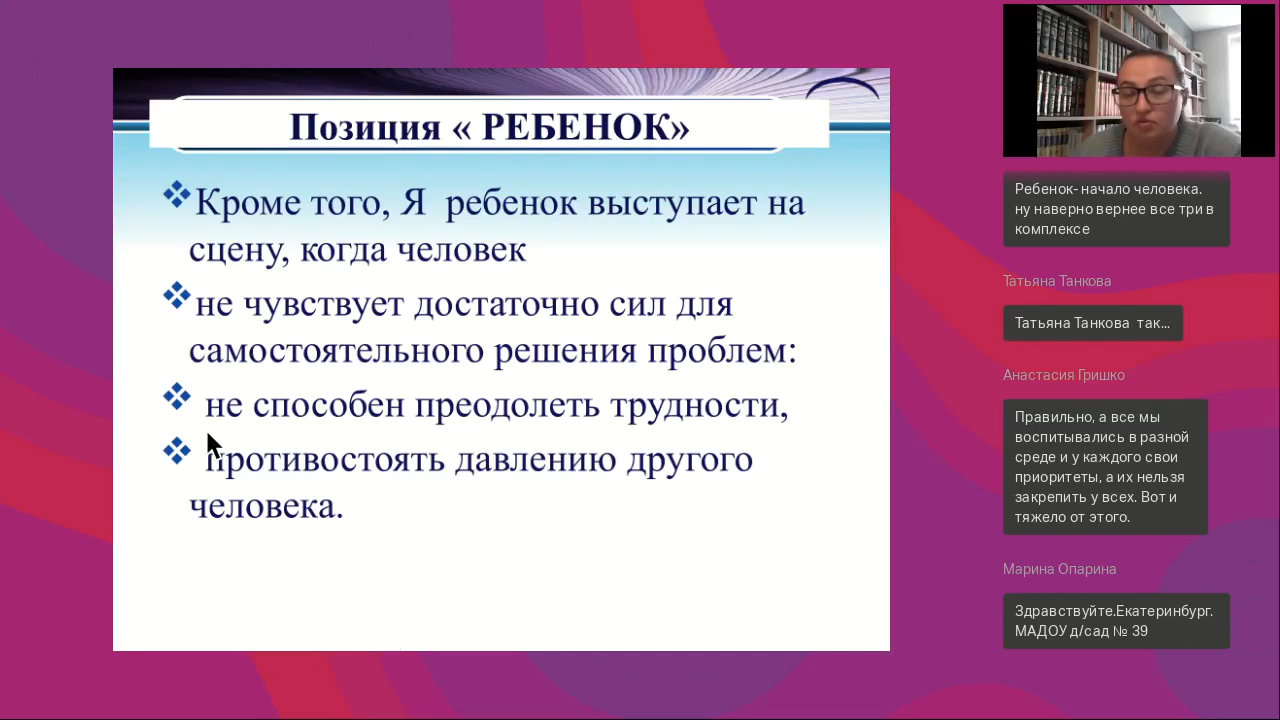 Позиция « РЕБЕНОК»
Кроме того, Я ребенок выступает на
сцену, когда человек
не чувствует достаточно сил для
самостоятельного решения проблем:
не способен преодолеть трудности,
противостоять давлению другого
человека.
Ребенок- начало человека.
ну наверно вернее все три в
комплексе
Татьяна Танкова
Татьяна Танкова так...
Анастасия Гришко
Правильно, а все мы
воспитывались в разной
среде и у каждого свои
приоритеты, а их нельзя
закрепить у всех. Вот и
тяжело от этого.
Марина Опарина
Здравствуйте.Екатеринбург.
МАДОУ д/сад № 39